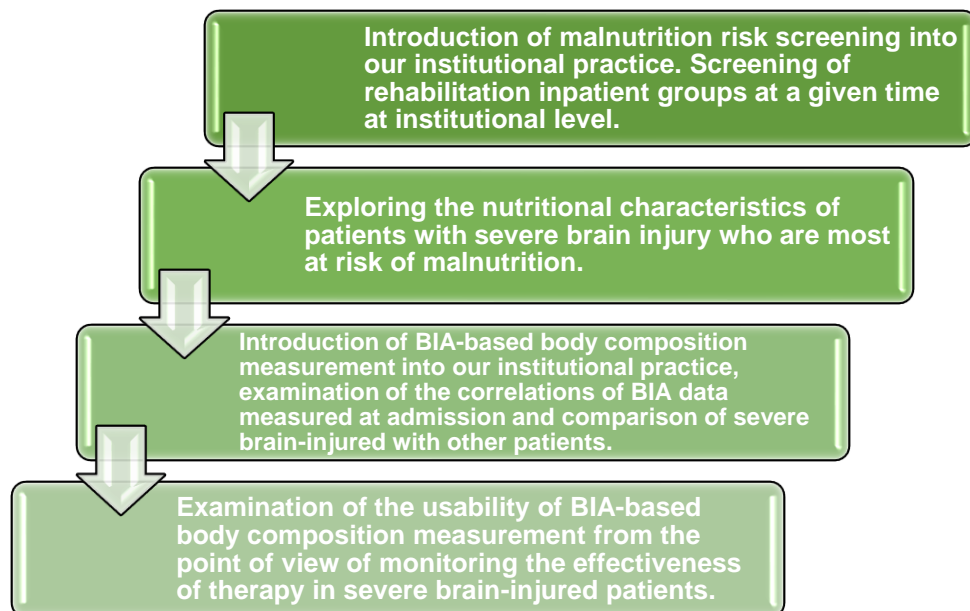 Introduction of malnutrition risk screening into
our institutional practice. Screening of
rehabilitation inpatient groups at a given time
at institutional level.
Exploring the nutritional characteristics of
patients with severe brain injury who are most
at risk of malnutrition.
Introduction of BIA-based body composition
measurement into our institutional practice,
examination of the correlations of BIA data
measured at admission and comparison of severe
brain-injured with other patients.
Examination of the usability of BIA-based
body composition measurement from the
point of view of monitoring the effectiveness
of therapy in severe brain-injured patients.